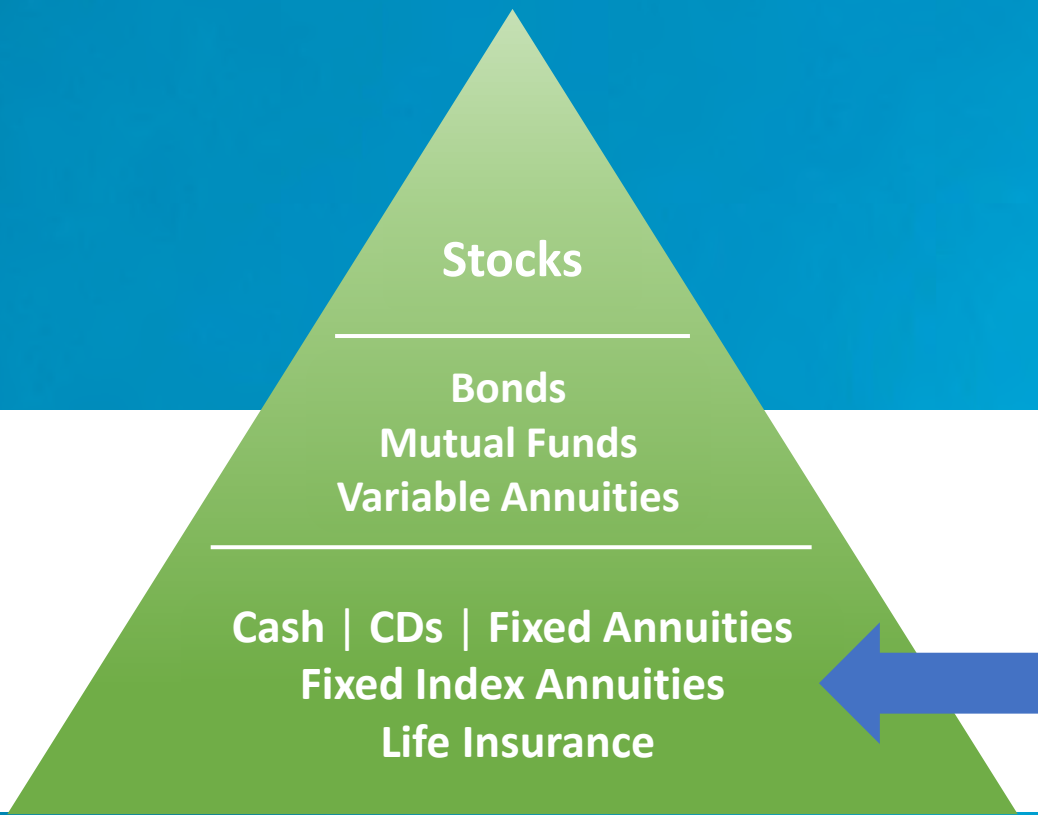 Stocks
Bonds
Mutual Funds
Variable Annuities
Cash | CDs | Fixed Annuities
Fixed Index Annuities
Life Insurance